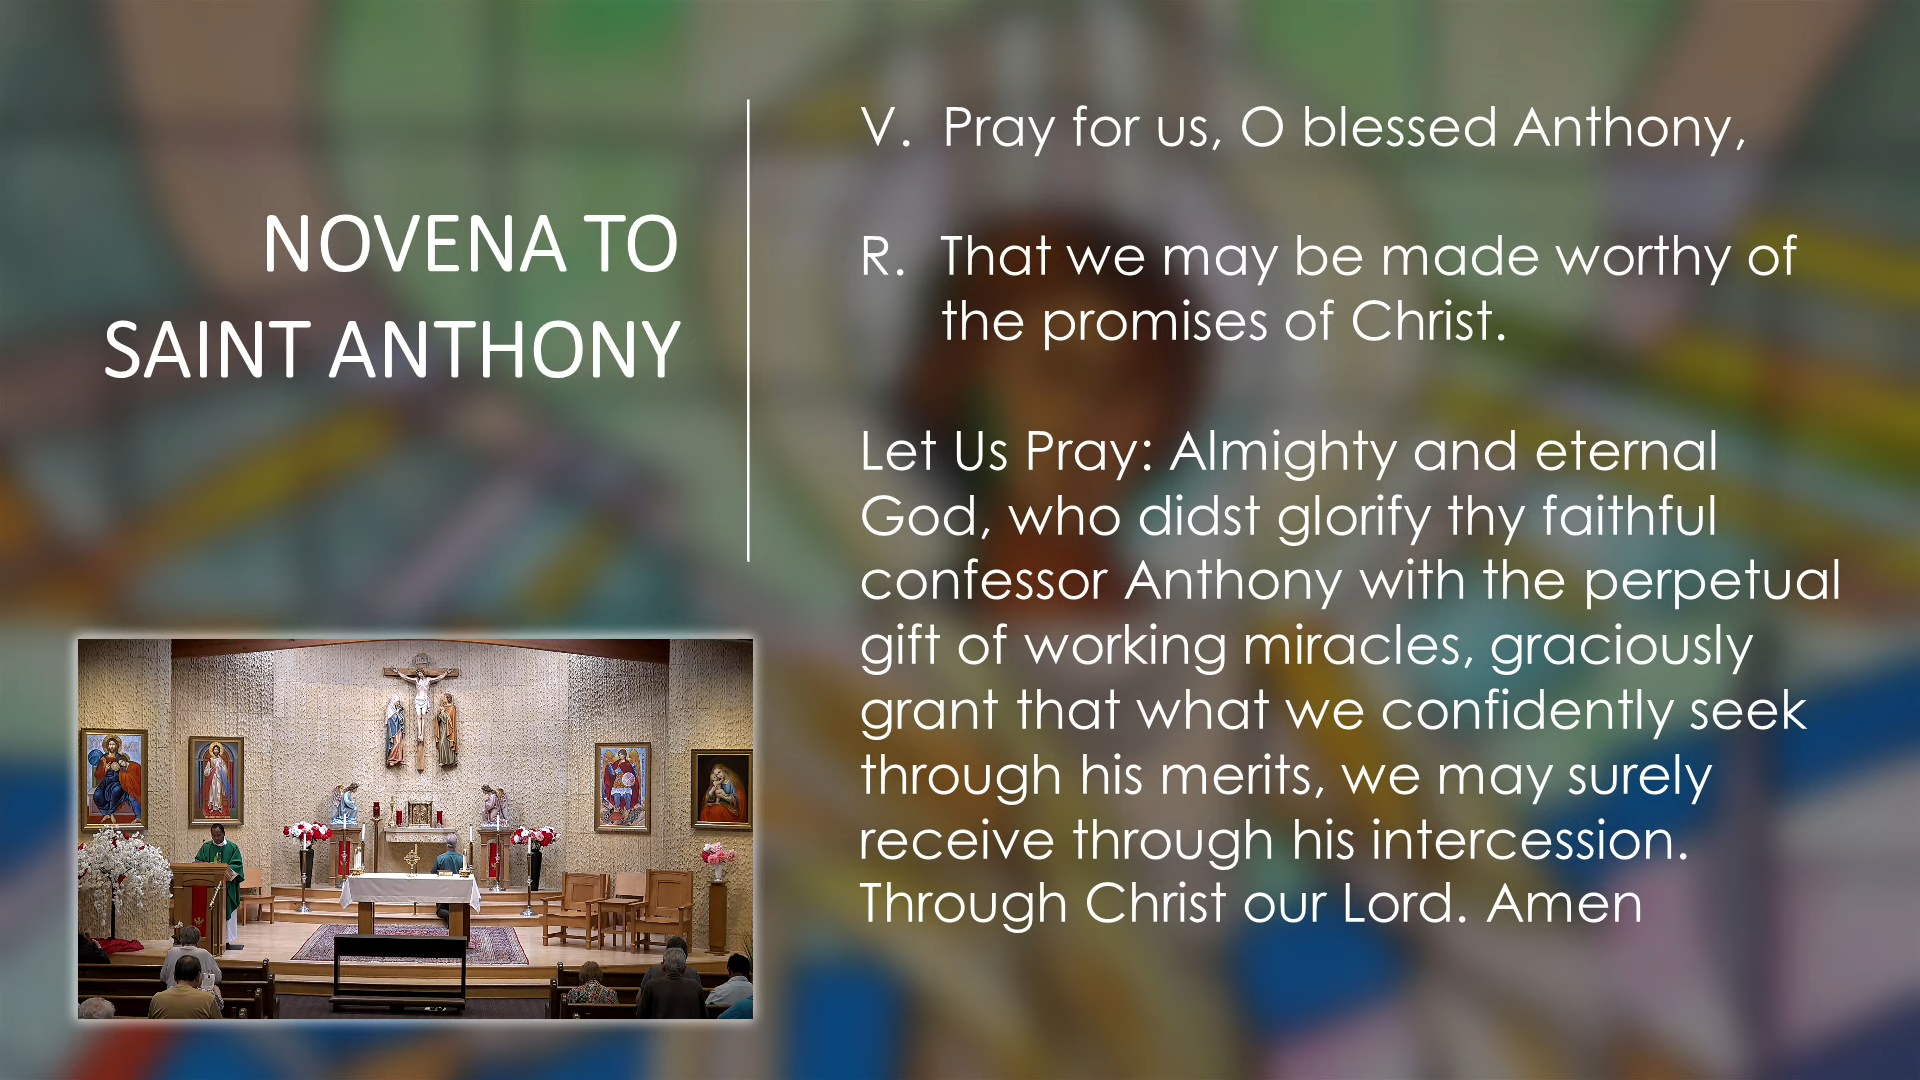 NOVENA TO
SAINT ANTHONY
V. Pray for us, O blessed Anthony,
R. That we may be made worthy of
the promises of Christ.
Let Us Pray: Almighty and eternal
God, who didst glorify thy faithful
confessor Anthony with the perpetual
gift of working miracles, graciously
grant that what we confidently seek
through his merits, we may surely
receive through his intercession.
Through Christ our Lord. Amen